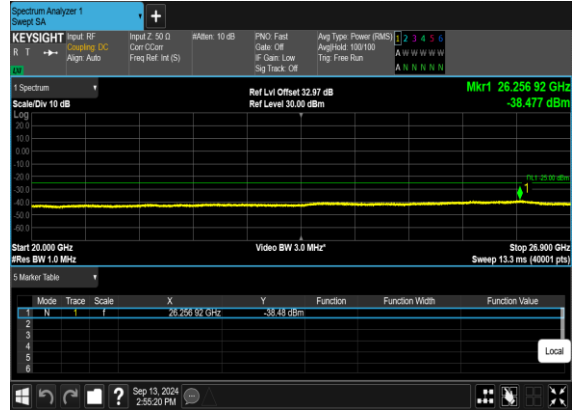 Spectrum Analyzer 1
Swept SA
+
KEYSIGHT Input: RF Input Z: 50 Ω #Atten: 10 dB PNO: Fast Avg Type: Power (RMS) 1 2 3 4 5 6
R T Coupling: DC Corr CCorr Gate: Off Avg|Hold: 100/100 A W W W W W
Align: Auto Freq Ref: Int (S) IF Gain: Low Trig: Free Run
Sig Track: Off A N N N N N
LW
1 Spectrum Ref Lvl Offset 32.97 dB Mkr1 26.256 92 GHz
Scale/Div 10 dB Ref Level 30.00 dBm -38.477 dBm
Log
20.0
10.0
0.00
-10.0
DL1 -25.00 dBm
-20.0
1
-30.0
-40.0
-50.0
-60.0
Start 20.000 GHz Video BW 3.0 MHz* Stop 26.900 GHz
#Res BW 1.0 MHz Sweep 13.3 ms (40001 pts)
5 Marker Table
Mode Trace Scale X Y Function Function Width Function Value
1 N 1 f 26.256 92 GHz -38.48 dBm
2
3
4
5
6
Local
? Sep 13, 2024
2:55:20 PM